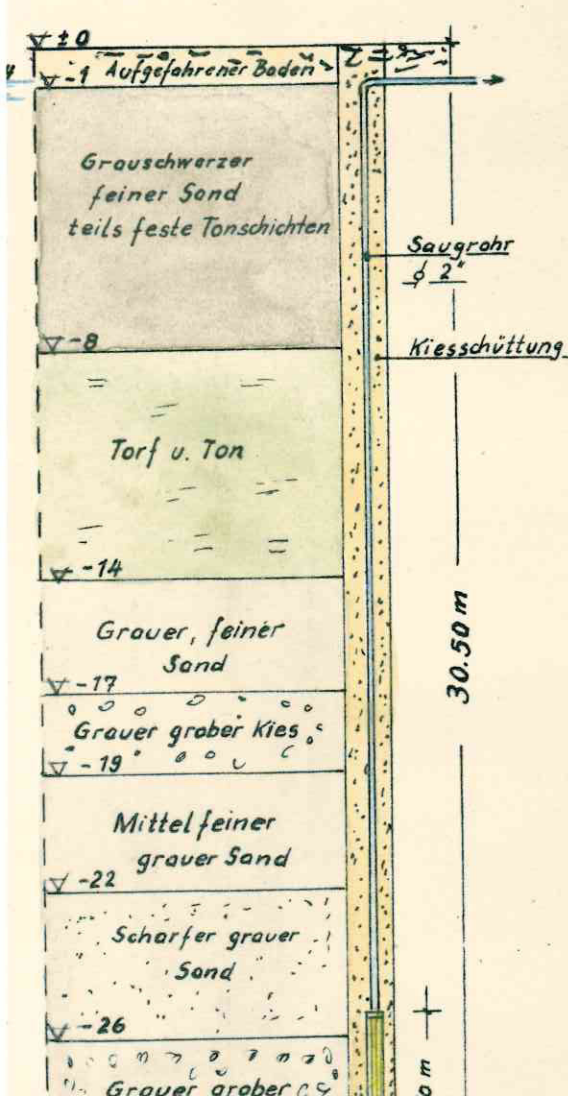 ±0
-1 Aufgefahrener Boden
Grauschwarzer
feiner Sand
teils feste Tonschichten
Saugrohr
ϕ 2"
-8
Kiesschüttung
Torf u. Ton
-14
Grauer, feiner
Sand
30.50 m
-17
Grauer grober Kies
-19
Mittelfeiner
grauer Sand
-22
Scharfer grauer
Sand
-26
Grauer grober
m